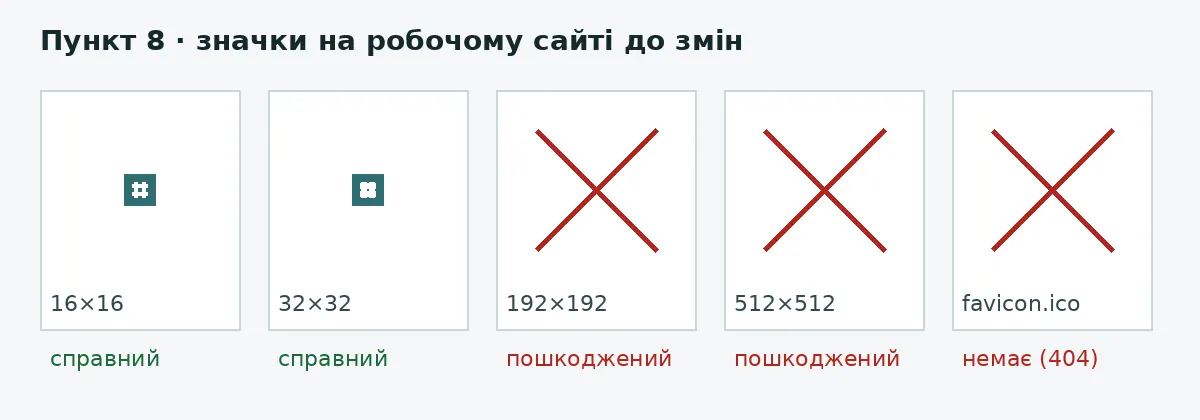 Пункт 8 · значки на робочому сайті до змін
16×16
32×32
192×192
512×512
favicon.ico
справний
справний
пошкоджений
пошкоджений
немає (404)